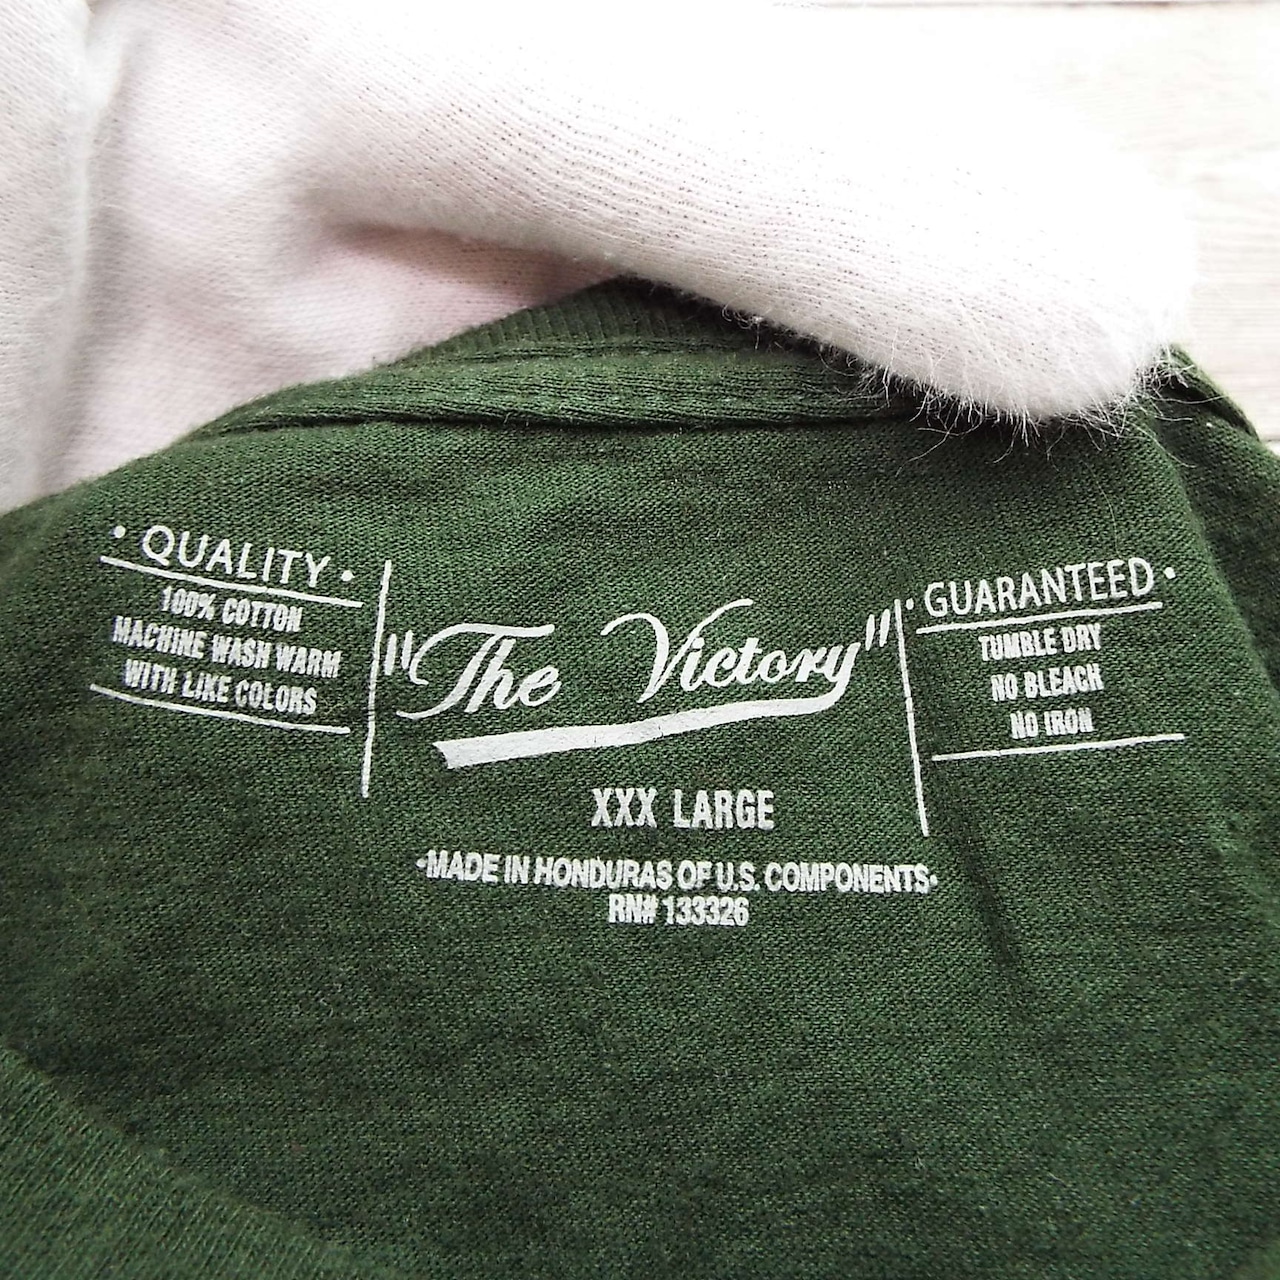 • QUALITY •
100% COTTON
MACHINE WASH WARM
WITH LIKE COLORS
"The Victory"
XXX LARGE
•MADE IN HONDURAS OF U.S. COMPONENTS•
RN# 133326
• GUARANTEED •
TUMBLE DRY
NO BLEACH
NO IRON